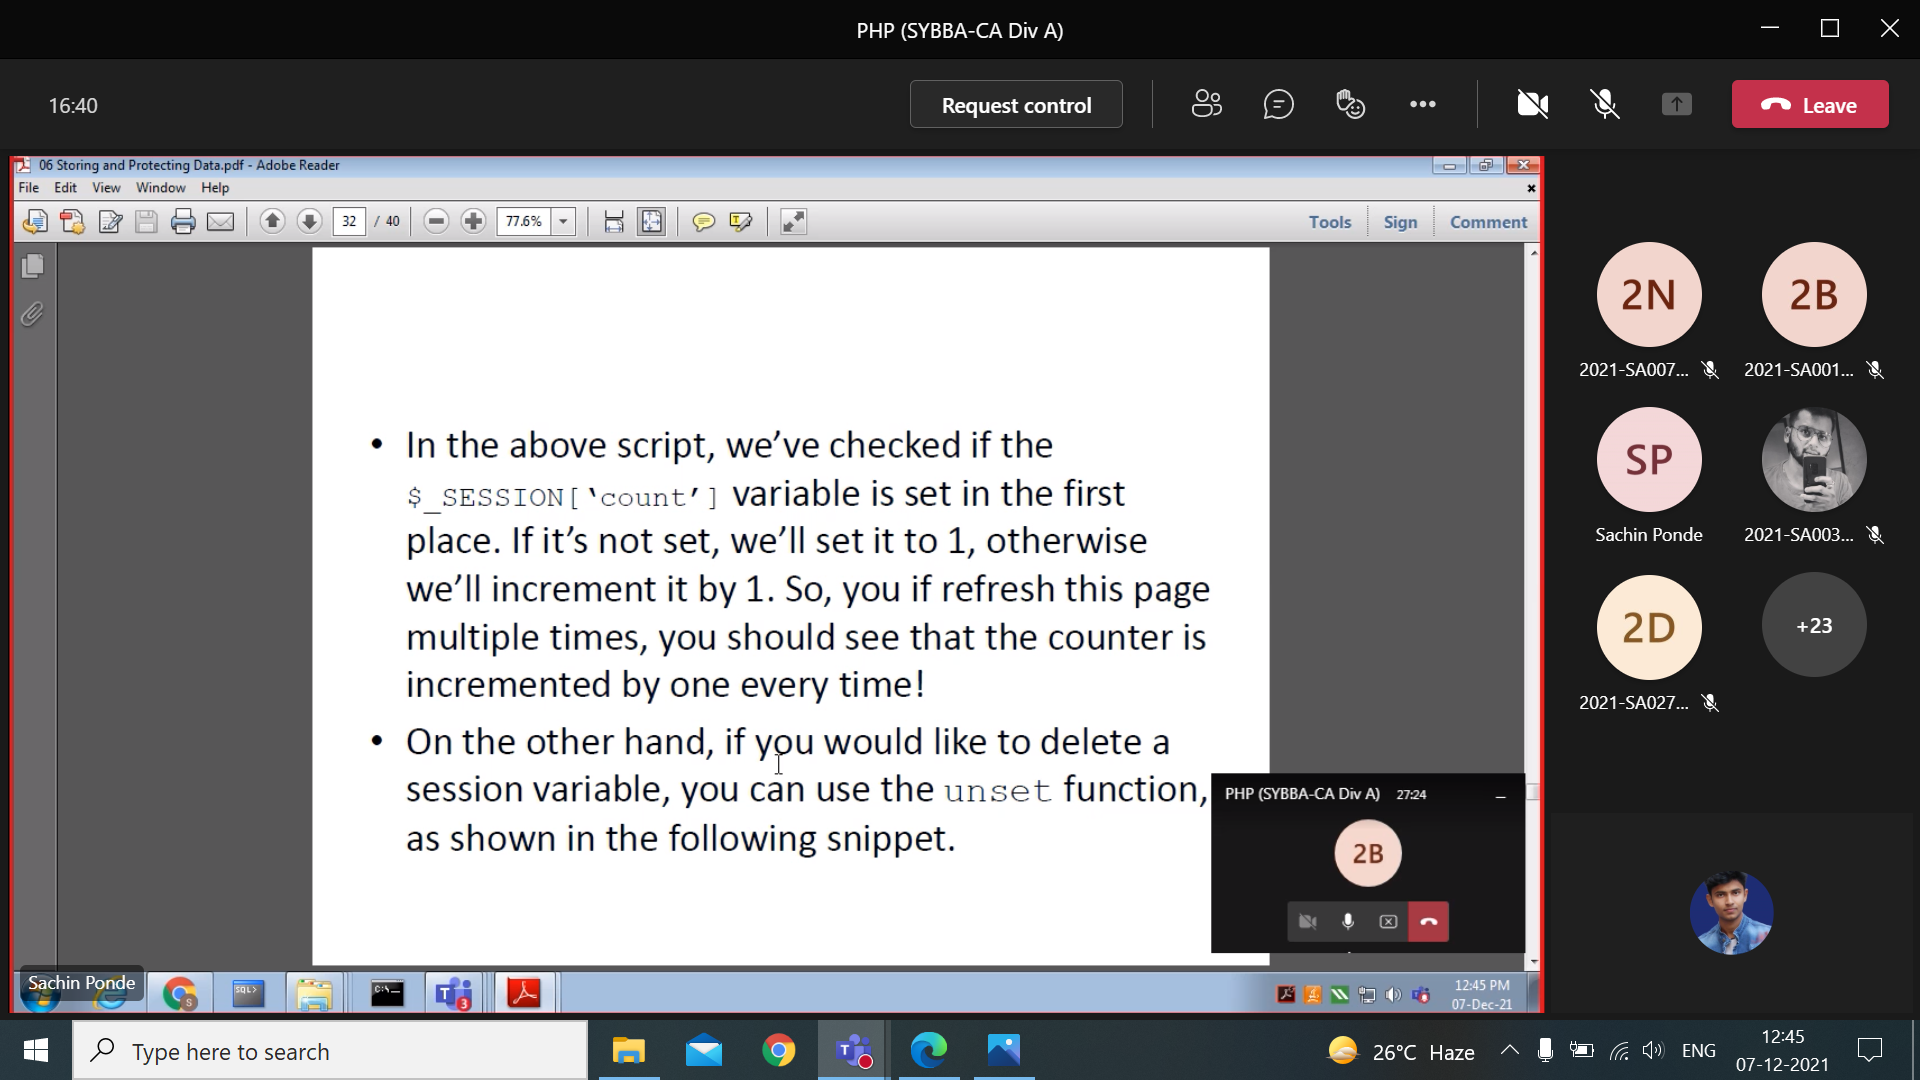 PHP (SYBBA-CA Div A)
16:40
Request control
Leave
06 Storing and Protecting Data.pdf - Adobe Reader
File Edit View Window Help
32 / 40 77.6%
Tools Sign Comment
• In the above script, we’ve checked if the
$_SESSION[‘count’] variable is set in the first
place. If it’s not set, we’ll set it to 1, otherwise
we’ll increment it by 1. So, you if refresh this page
multiple times, you should see that the counter is
incremented by one every time!
• On the other hand, if you would like to delete a
session variable, you can use the unset function,
as shown in the following snippet.
PHP (SYBBA-CA Div A) 27:24
2B
2N
2B
2021-SA007...
2021-SA001...
SP
Sachin Ponde
2021-SA003...
2D
+23
2021-SA027...
Sachin Ponde
S
SQL>
C:\-
T
3
12:45 PM
07-Dec-21
Type here to search
T
26°C Haze
ENG
12:45
07-12-2021